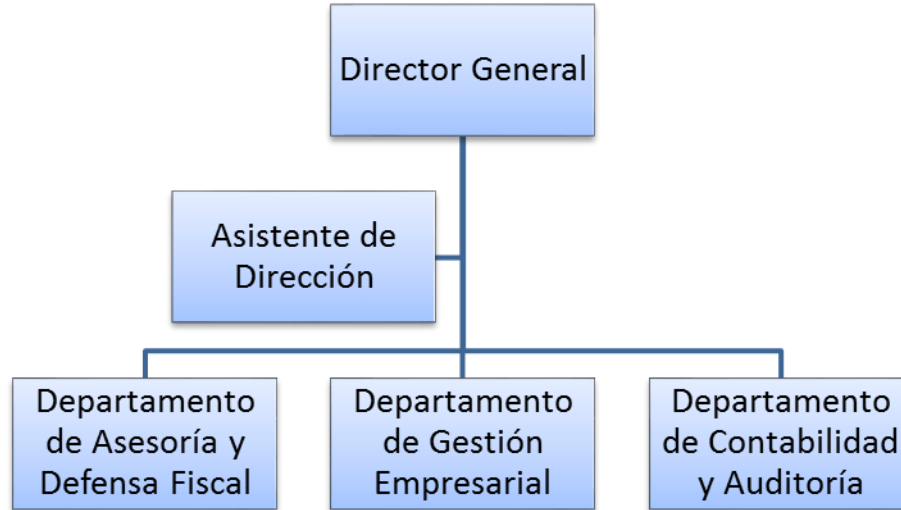 Director General
Asistente de
Dirección
Departamento
de Asesoría y
Defensa Fiscal
Departamento
de Gestión
Empresarial
Departamento
de Contabilidad
y Auditoría